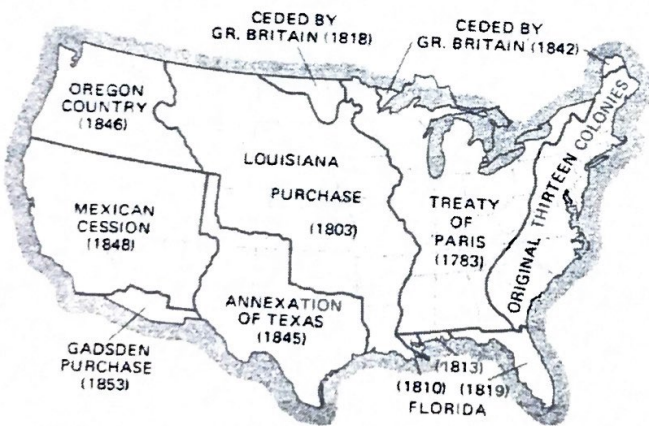 CEDED BY
GR. BRITAIN (1818)
CEDED BY
GR. BRITAIN (1842)
OREGON
COUNTRY
(1846)
LOUISIANA
PURCHASE
(1803)
MEXICAN
CESSION
(1848)
TREATY
OF
PARIS
(1783)
ORIGINAL THIRTEEN COLONIES
ANNEXATION
OF TEXAS
(1845)
GADSDEN
PURCHASE
(1853)
(1813)
(1810) (1819)
FLORIDA